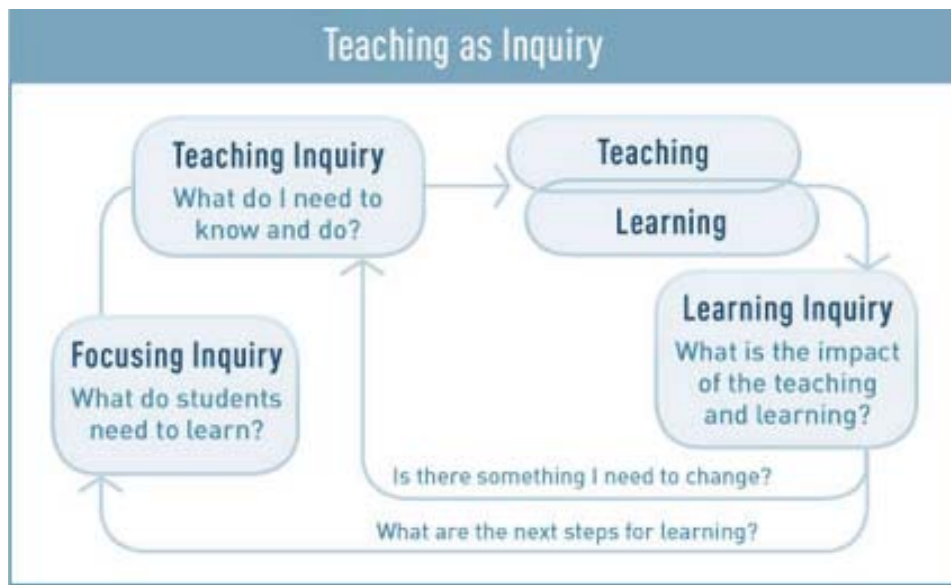 Teaching as Inquiry
Teaching Inquiry
What do I need to
know and do?
Teaching
Learning
Focusing Inquiry
What do students
need to learn?
Learning Inquiry
What is the impact
of the teaching
and learning?
Is there something I need to change?
What are the next steps for learning?